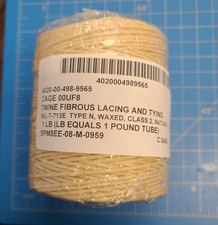 4020004989565
4020-00-498-9565
CAGE 00UF8
TWINE FIBROUS LACING AND TYING
MIL-T-713E TYPE N, WAXED, CLASS 2, NATURAL
1 LB (LB EQUALS 1 POUND TUBE)
SPM8EE-08-M-0959